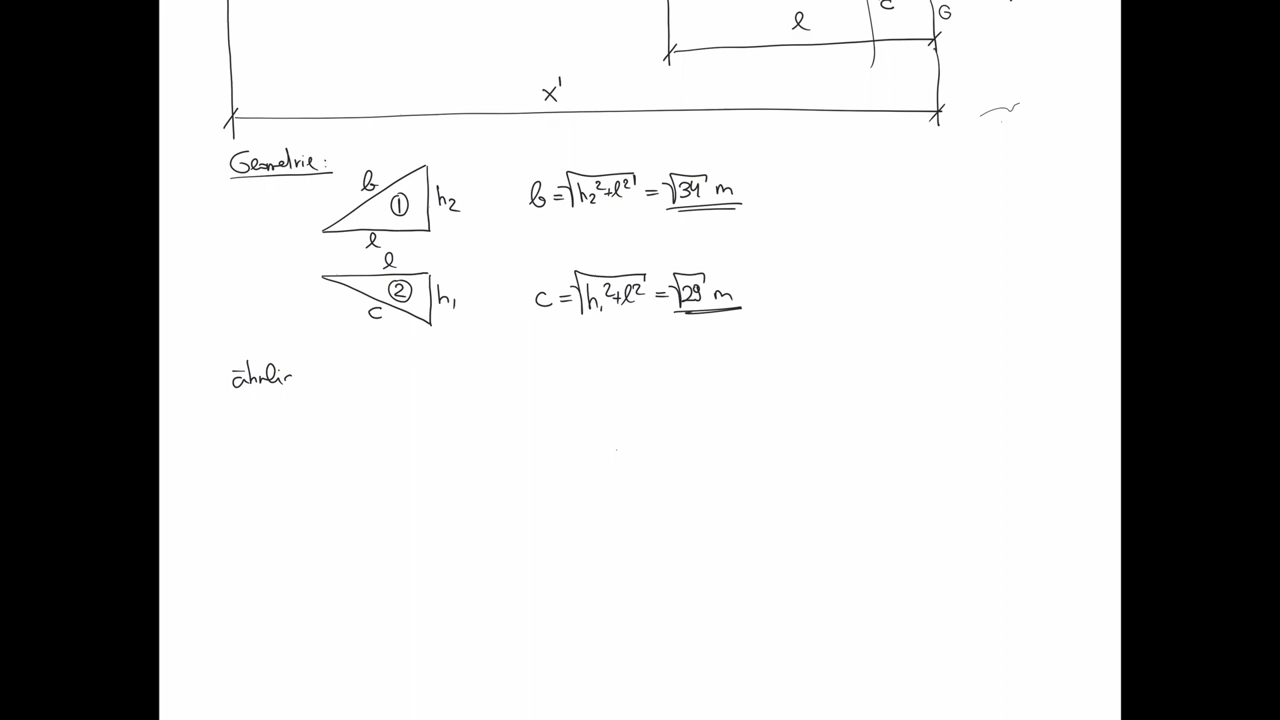 c
G
l
x'
Geometrie:
b
① h₂
l
b = √(h₂² + l²) = √34 m
l
② h₁
c
c = √(h₁² + l²) = √29 m
ähnlic